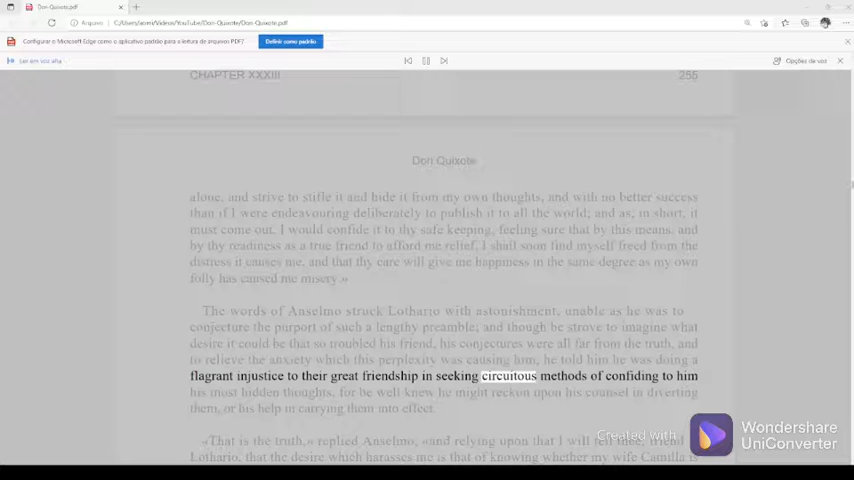 Don-Quixote.pdf
Arquivo C:/Users/aomi/Videos/YouTube/Don-Quixote/Don-Quixote.pdf
Configurar o Microsoft Edge como o aplicativo padrão para a leitura de arquivos PDF? Definir como padrão
Ler em voz alta Opções de voz
CHAPTER XXXIII 255
Don Quixote
alone, and strive to stifle it and hide it from my own thoughts, and with no better success
than if I were endeavouring deliberately to publish it to all the world; and as, in short, it
must come out, I would confide it to thy safe keeping, feeling sure that by this means, and
by thy readiness as a true friend to afford me relief, I shall soon find myself freed from the
distress it causes me, and that thy care will give me happiness in the same degree as my own
folly has caused me misery.»
The words of Anselmo struck Lothario with astonishment, unable as he was to
conjecture the purport of such a lengthy preamble; and though be strove to imagine what
desire it could be that so troubled his friend, his conjectures were all far from the truth, and
to relieve the anxiety which this perplexity was causing him, he told him he was doing a
flagrant injustice to their great friendship in seeking circuitous methods of confiding to him
his most hidden thoughts, for be well knew he might reckon upon his counsel in diverting
them, or his help in carrying them into effect.
«That is the truth,» replied Anselmo, «and relying upon that I will tell thee, friend
Lothario, that the desire which harasses me is that of knowing whether my wife Camilla is
Created with Wondershare
UniConverter